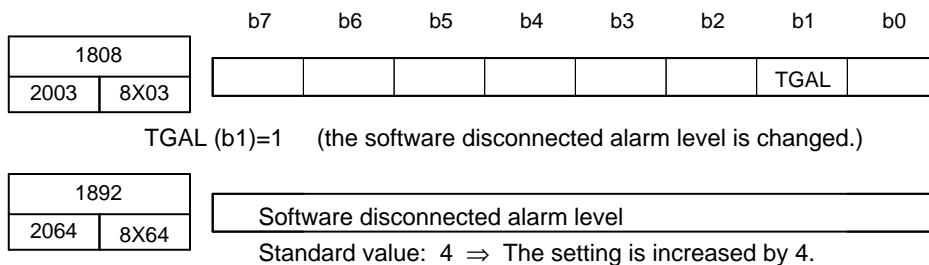 b7 b6 b5 b4 b3 b2 b1 b0
1808
2003 8X03 TGAL
TGAL (b1)=1 (the software disconnected alarm level is changed.)
1892
2064 8X64 Software disconnected alarm level
Standard value: 4 ⇒ The setting is increased by 4.